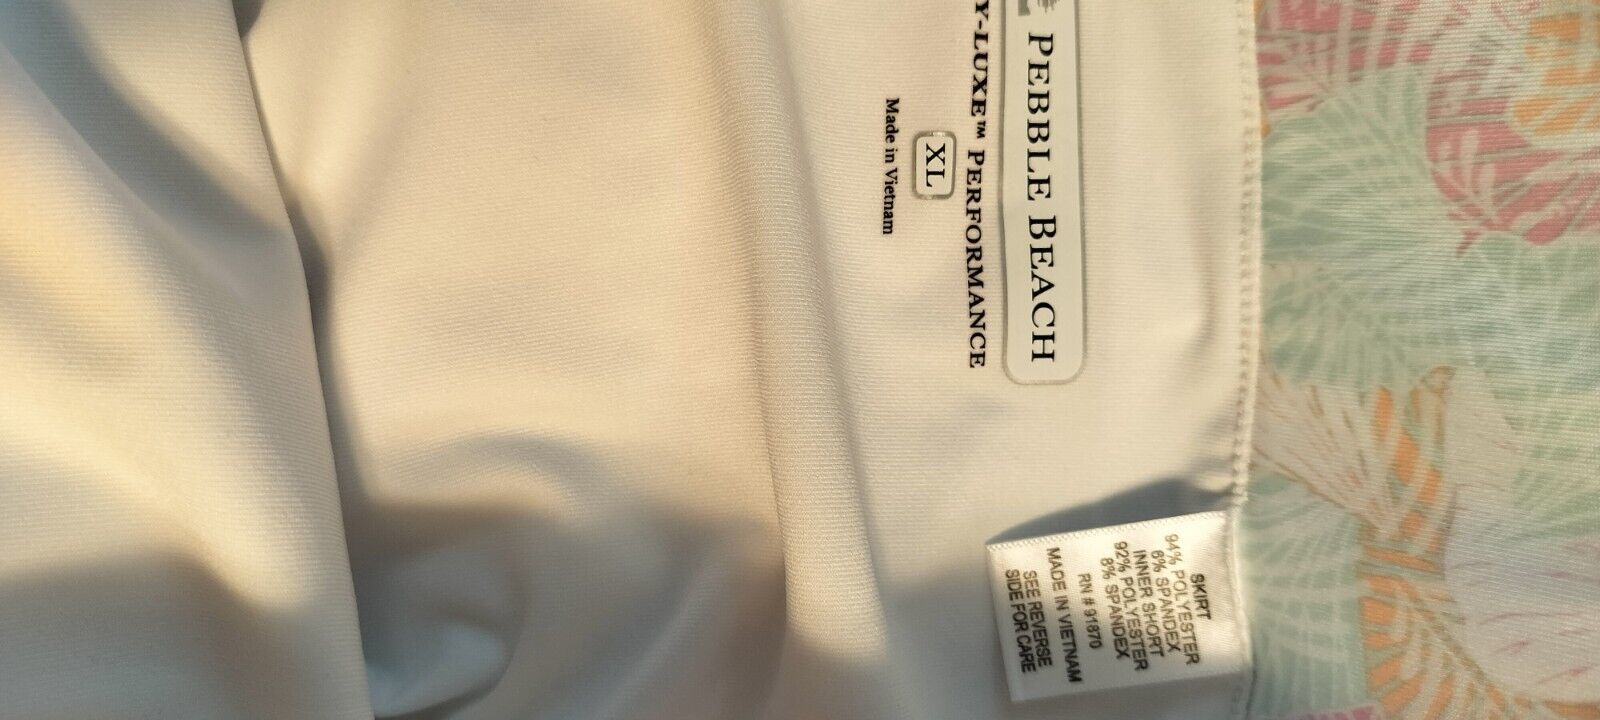 PEBBLE BEACH
Y-LUXE™ PERFORMANCE
XL
Made in Vietnam
SKIRT
94% POLYESTER
6% SPANDEX
INNER SHORT
92% POLYESTER
8% SPANDEX
RN # 91870
MADE IN VIETNAM
SEE REVERSE
SIDE FOR CARE